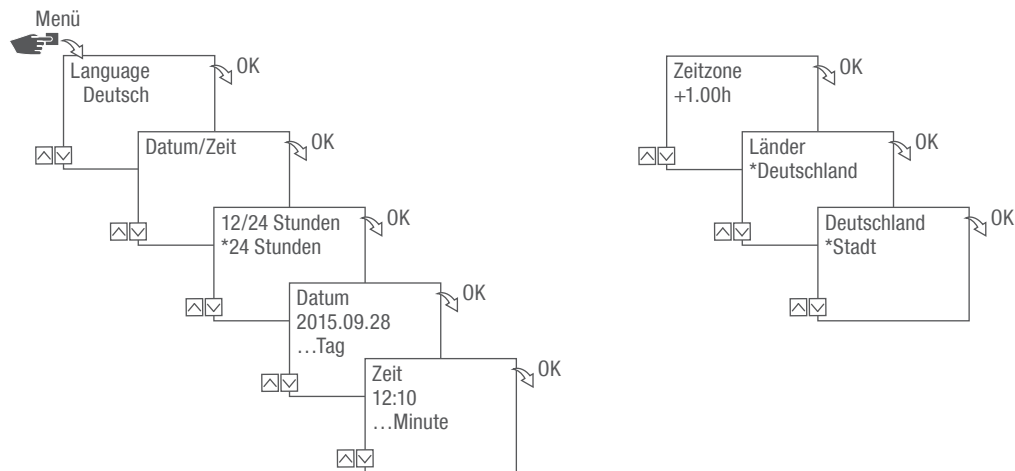 Menü
Language
Deutsch
OK
Datum/Zeit
OK
12/24 Stunden
*24 Stunden
OK
Datum
2015.09.28
…Tag
OK
Zeit
12:10
…Minute
OK
Zeitzone
+1.00h
OK
Länder
*Deutschland
OK
Deutschland
*Stadt
OK